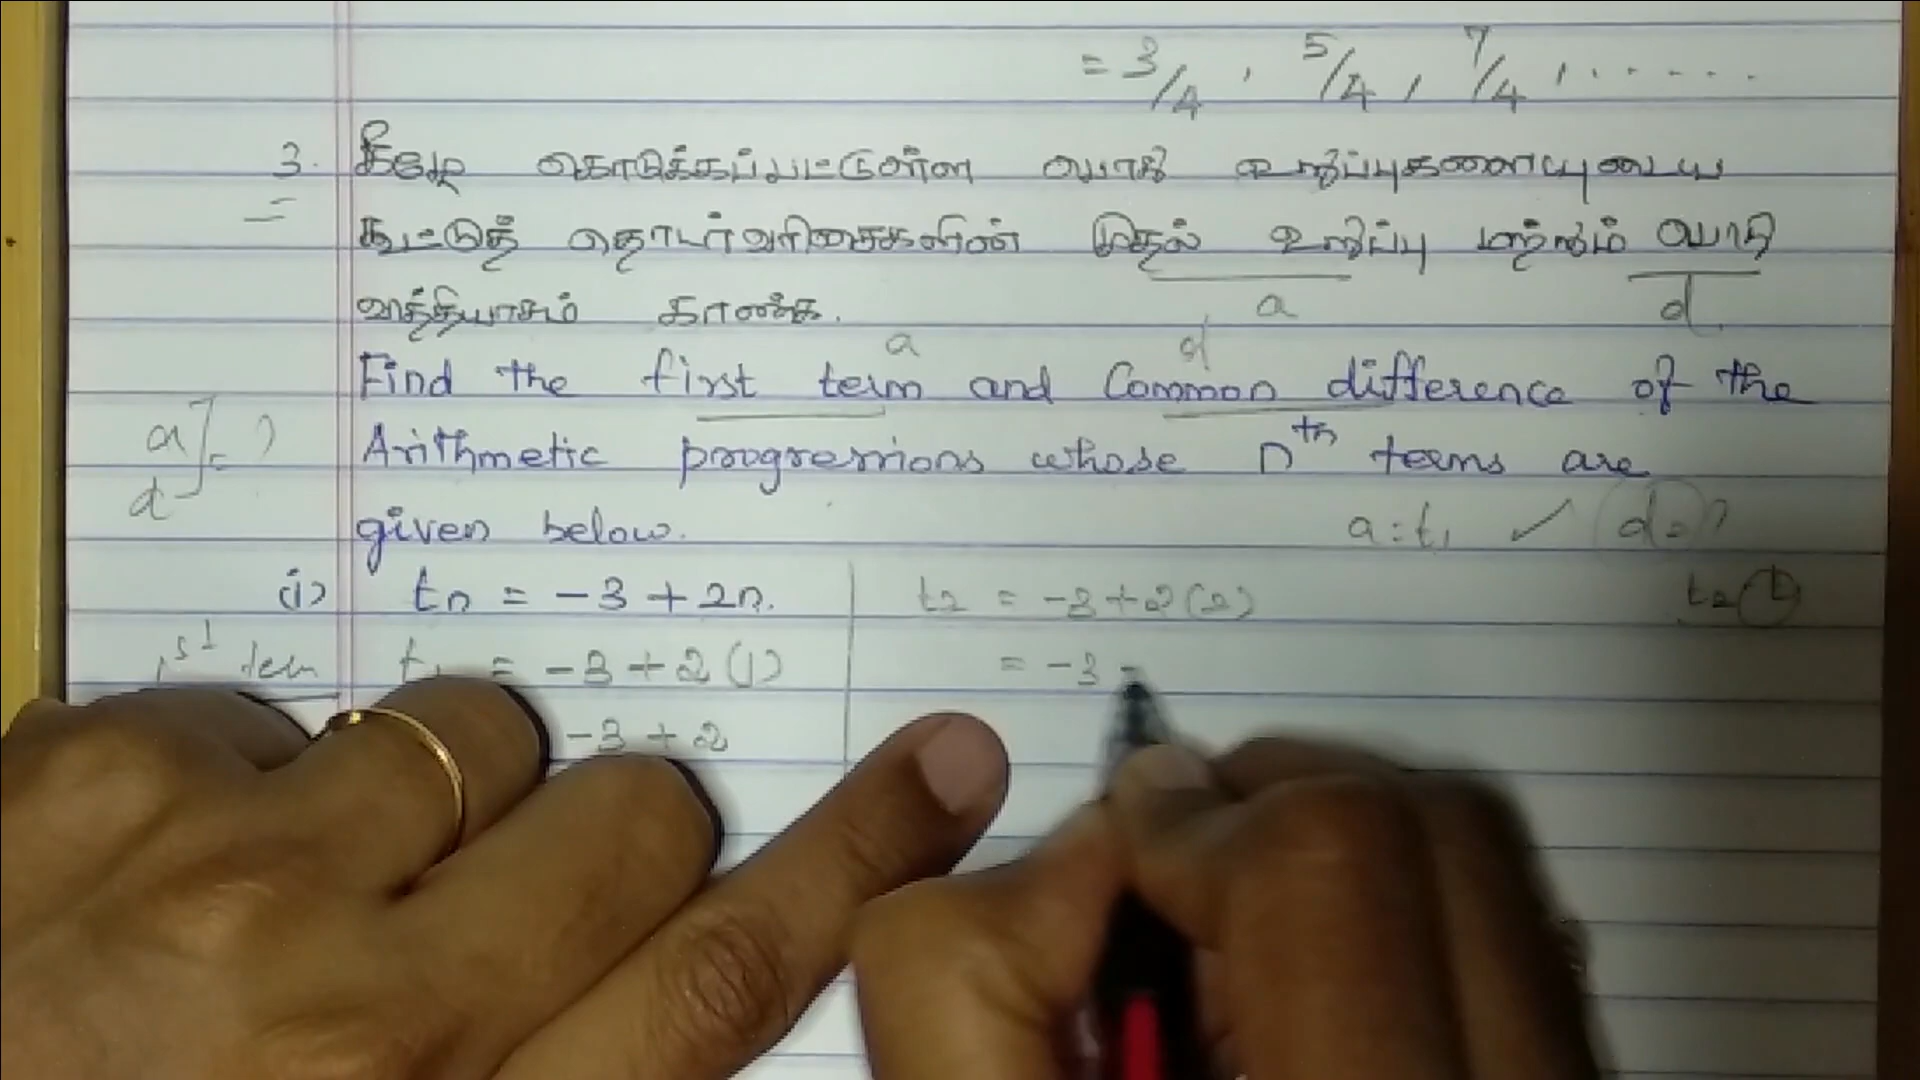 = 3/4 , 5/4 , 7/4 , . . . . . .
3. கீழே கொடுக்கப்பட்டுள்ள பொது உறுப்புகளையுடைய
கூட்டுத் தொடர்வரிசைகளின் முதல் உறுப்பு மற்றும் பொது
வித்தியாசம் காண்க. a d
a d
Find the first term and Common difference of the
a d ] = ? Arithmetic progressions whose nth terms are
given below. a = t1 ✓ d = ?
(i) tn = -3 + 2n. t2 = -3 + 2(2) t2
1st term t1 = -3 + 2(1) = -3
-3 + 2